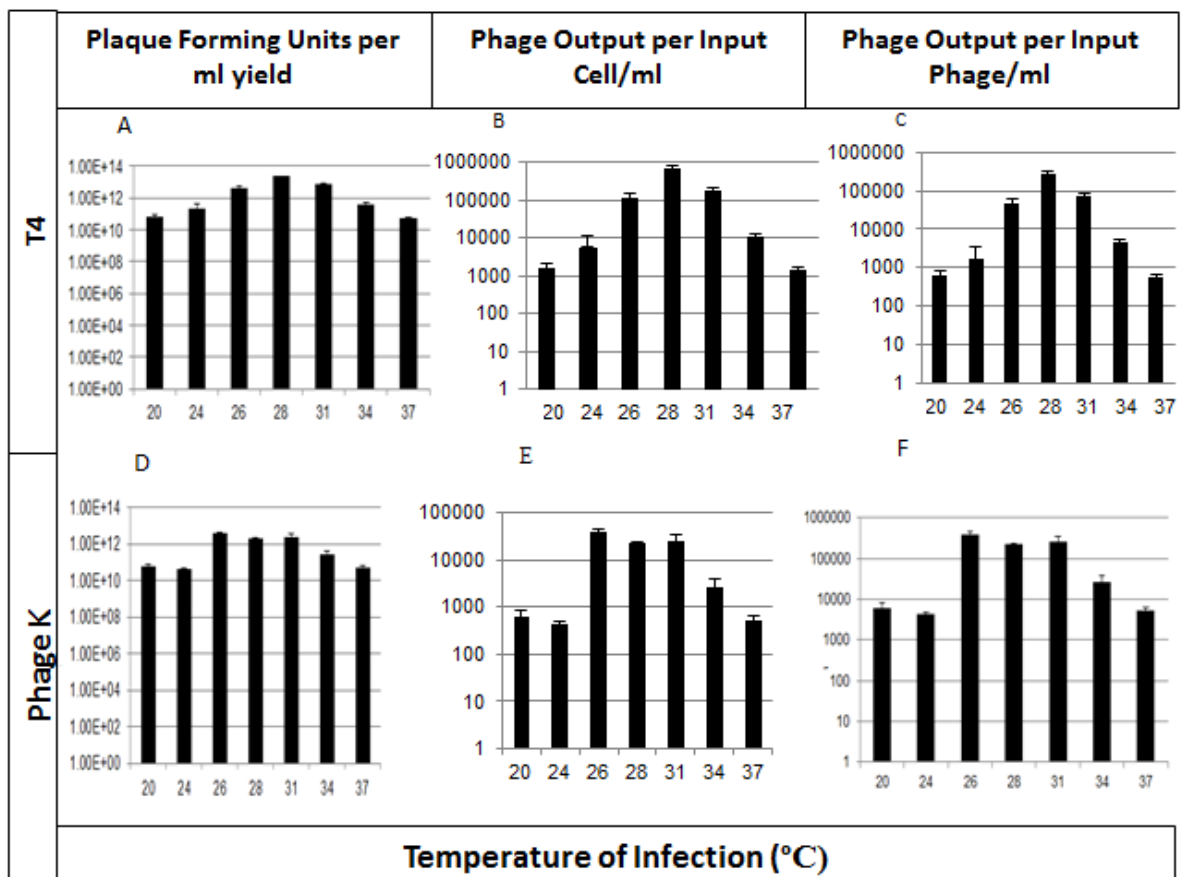 Plaque Forming Units per
ml yield
Phage Output per Input
Cell/ml
Phage Output per Input
Phage/ml
T4
A
1.00E+14
1.00E+12
1.00E+10
1.00E+08
1.00E+06
1.00E+04
1.00E+02
1.00E+00
20 24 26 28 31 34 37
B
1000000
100000
10000
1000
100
10
1
20 24 26 28 31 34 37
C
1000000
100000
10000
1000
100
10
1
20 24 26 28 31 34 37
Phage K
D
1.00E+14
1.00E+12
1.00E+10
1.00E+08
1.00E+06
1.00E+04
1.00E+02
1.00E+00
20 24 26 28 31 34 37
E
100000
10000
1000
100
10
1
20 24 26 28 31 34 37
F
1000000
100000
10000
1000
100
10
1
20 24 26 28 31 34 37
Temperature of Infection (°C)